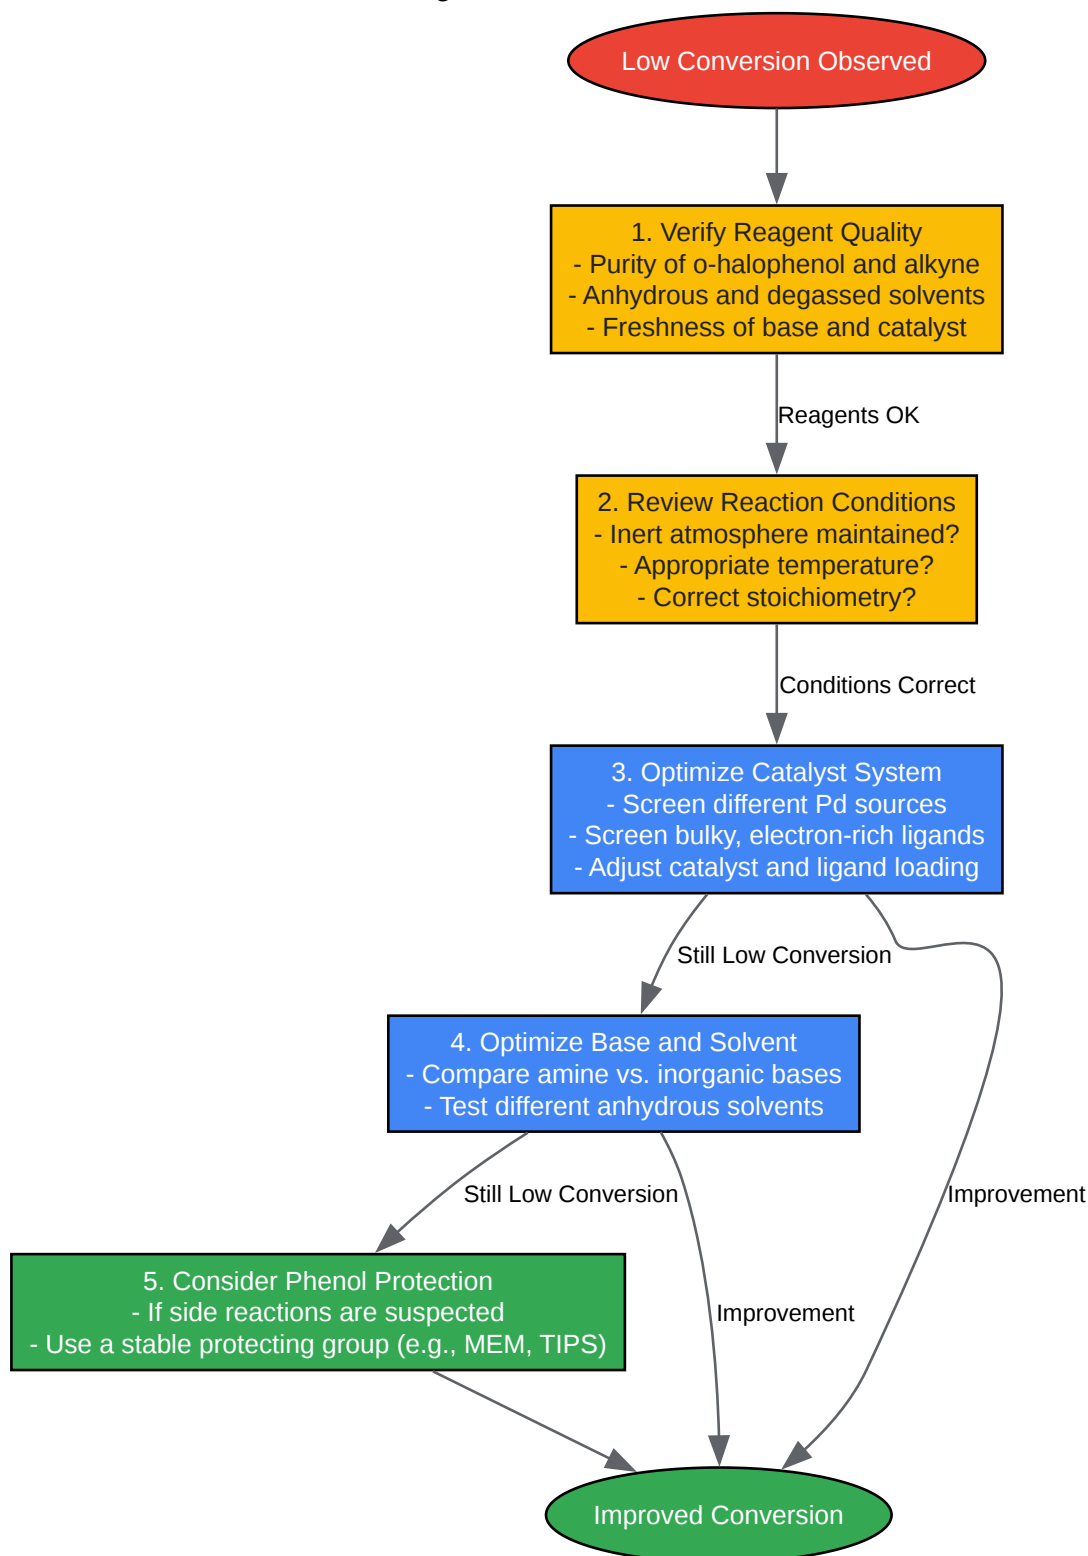 Low Conversion Observed
1. Verify Reagent Quality
- Purity of o-halophenol and alkyne
- Anhydrous and degassed solvents
- Freshness of base and catalyst
Reagents OK
2. Review Reaction Conditions
- Inert atmosphere maintained?
- Appropriate temperature?
- Correct stoichiometry?
Conditions Correct
3. Optimize Catalyst System
- Screen different Pd sources
- Screen bulky, electron-rich ligands
- Adjust catalyst and ligand loading
Still Low Conversion
4. Optimize Base and Solvent
- Compare amine vs. inorganic bases
- Test different anhydrous solvents
Still Low Conversion
Improvement
5. Consider Phenol Protection
- If side reactions are suspected
- Use a stable protecting group (e.g., MEM, TIPS)
Improvement
Improved Conversion